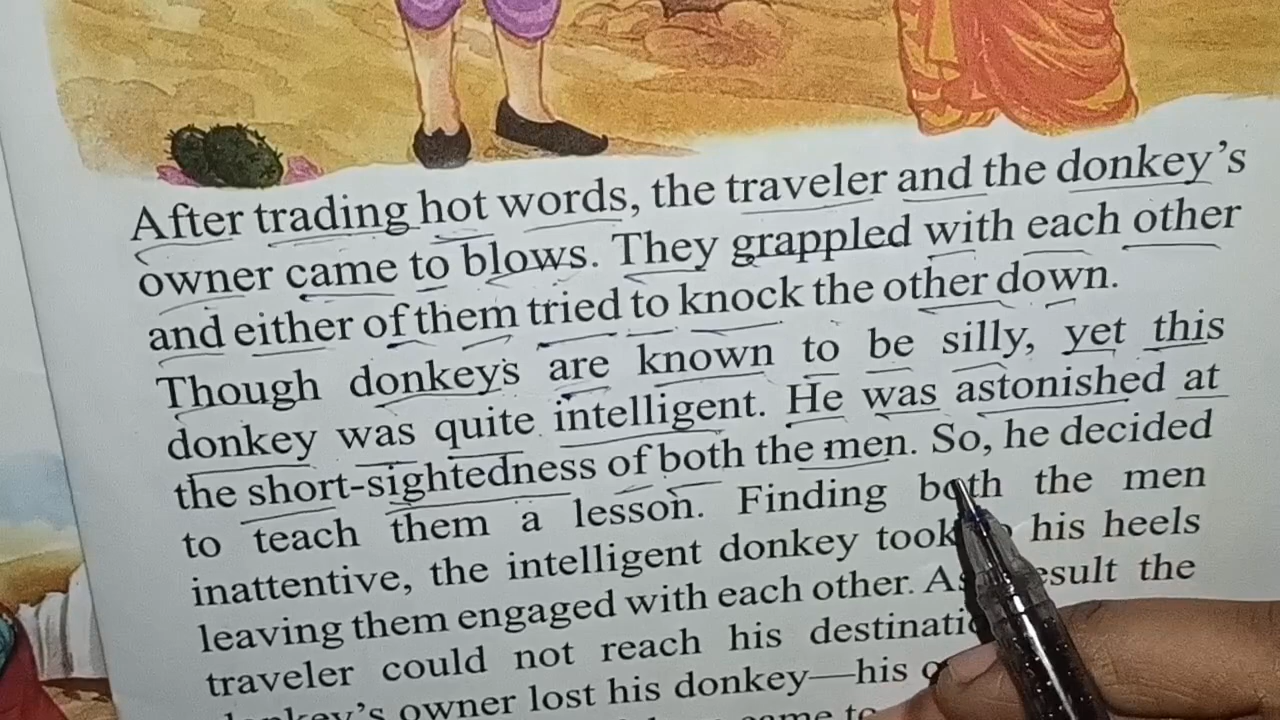 After trading hot words, the traveler and the donkey's
owner came to blows. They grappled with each other
and either of them tried to knock the other down.
Though donkeys are known to be silly, yet this
donkey was quite intelligent. He was astonished at
the short-sightedness of both the men. So, he decided
to teach them a lesson. Finding both the men
inattentive, the intelligent donkey took his heels
leaving them engaged with each other. As result the
traveler could not reach his
donkey's owner lost his donkey—his